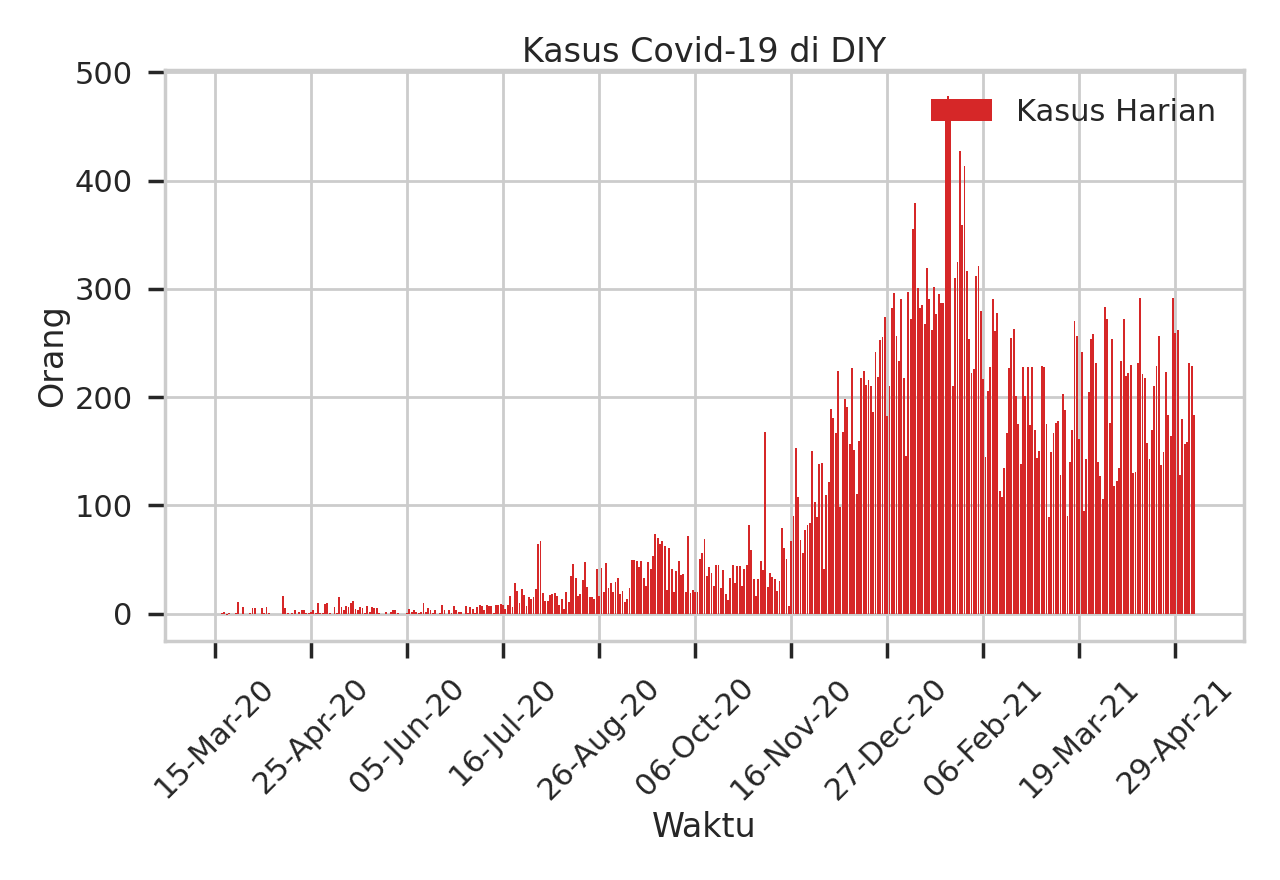 Kasus Covid-19 di DIY
Kasus Harian
Orang
500
400
300
200
100
0
15-Mar-20
25-Apr-20
05-Jun-20
16-Jul-20
26-Aug-20
06-Oct-20
16-Nov-20
27-Dec-20
06-Feb-21
19-Mar-21
29-Apr-21
Waktu